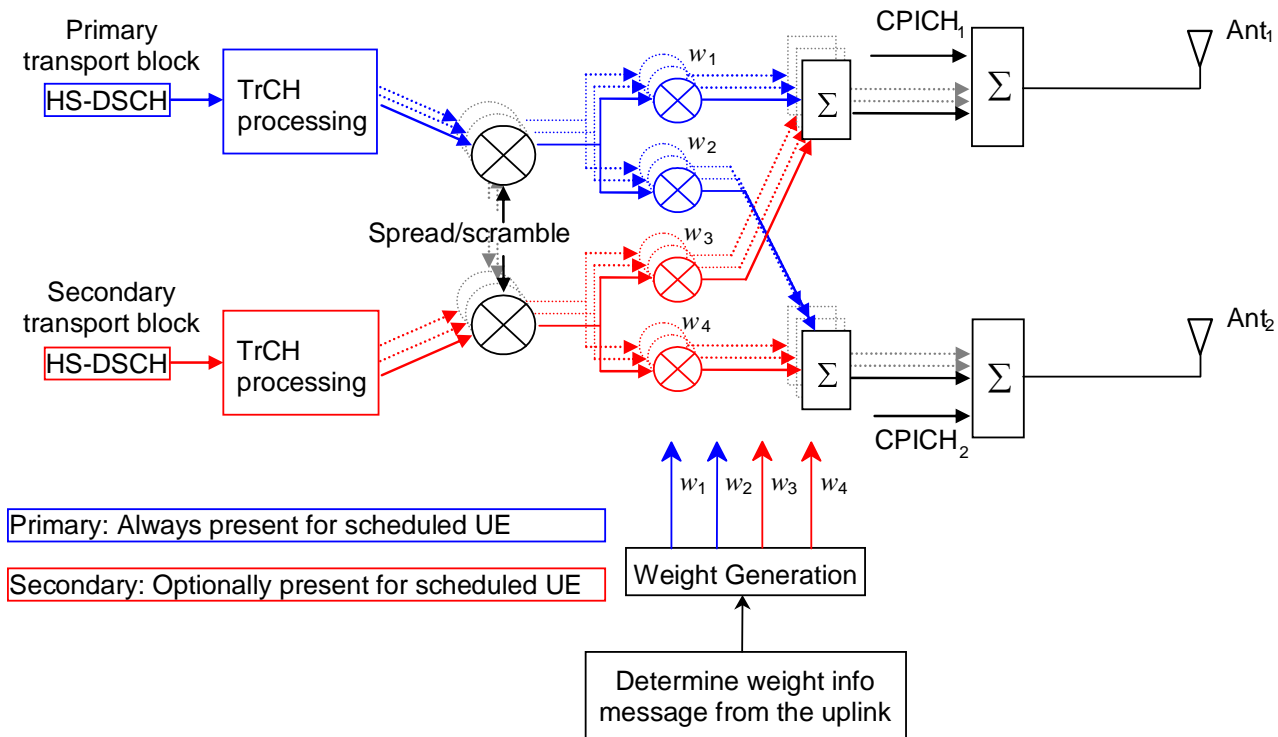 Primary
transport block
HS-DSCH
TrCH
processing
w1
w2
Σ
CPICH1
Σ
Ant1
Spread/scramble
Secondary
transport block
HS-DSCH
TrCH
processing
w3
w4
Σ
CPICH2
Σ
Ant2
w1 w2 w3 w4
Primary: Always present for scheduled UE
Secondary: Optionally present for scheduled UE
Weight Generation
Determine weight info
message from the uplink